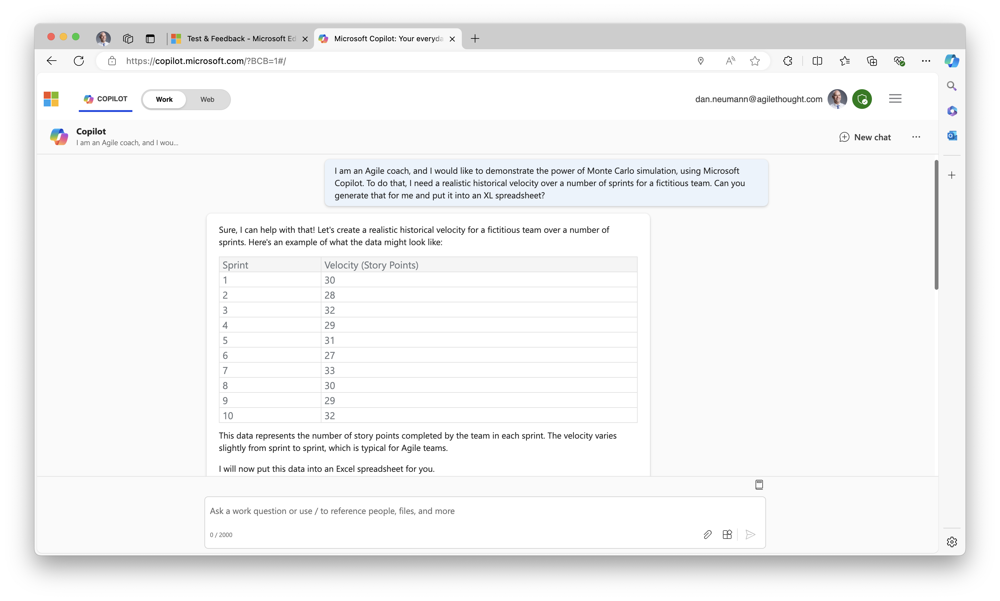 Test & Feedback - Microsoft Ed
Microsoft Copilot: Your everyda
https://copilot.microsoft.com/?BCB=1#/
COPILOT
Work
Web
dan.neumann@agilethought.com
Copilot
I am an Agile coach, and I wou...
New chat
I am an Agile coach, and I would like to demonstrate the power of Monte Carlo simulation, using Microsoft
Copilot. To do that, I need a realistic historical velocity over a number of sprints for a fictitious team. Can you
generate that for me and put it into an XL spreadsheet?
Sure, I can help with that! Let's create a realistic historical velocity for a fictitious team over a number of
sprints. Here's an example of what the data might look like:
Sprint Velocity (Story Points)
1 30
2 28
3 32
4 29
5 31
6 27
7 33
8 30
9 29
10 32
This data represents the number of story points completed by the team in each sprint. The velocity varies
slightly from sprint to sprint, which is typical for Agile teams.
I will now put this data into an Excel spreadsheet for you.
Ask a work question or use / to reference people, files, and more
0 / 2000